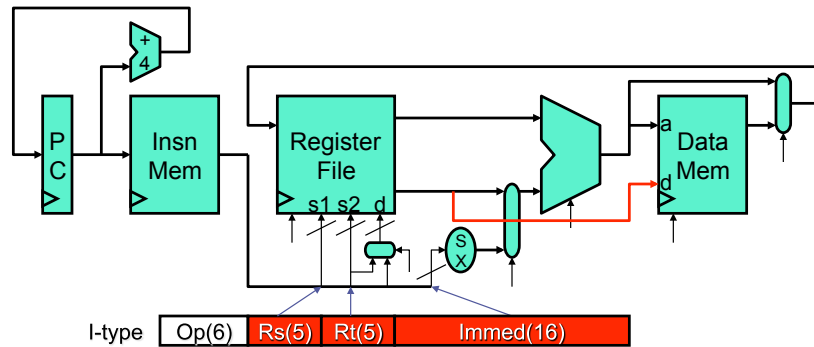 +
4
P
C
Insn
Mem
Register
File
s1 s2 d
S
X
a
d
Data
Mem
I-type Op(6) Rs(5) Rt(5) Immed(16)